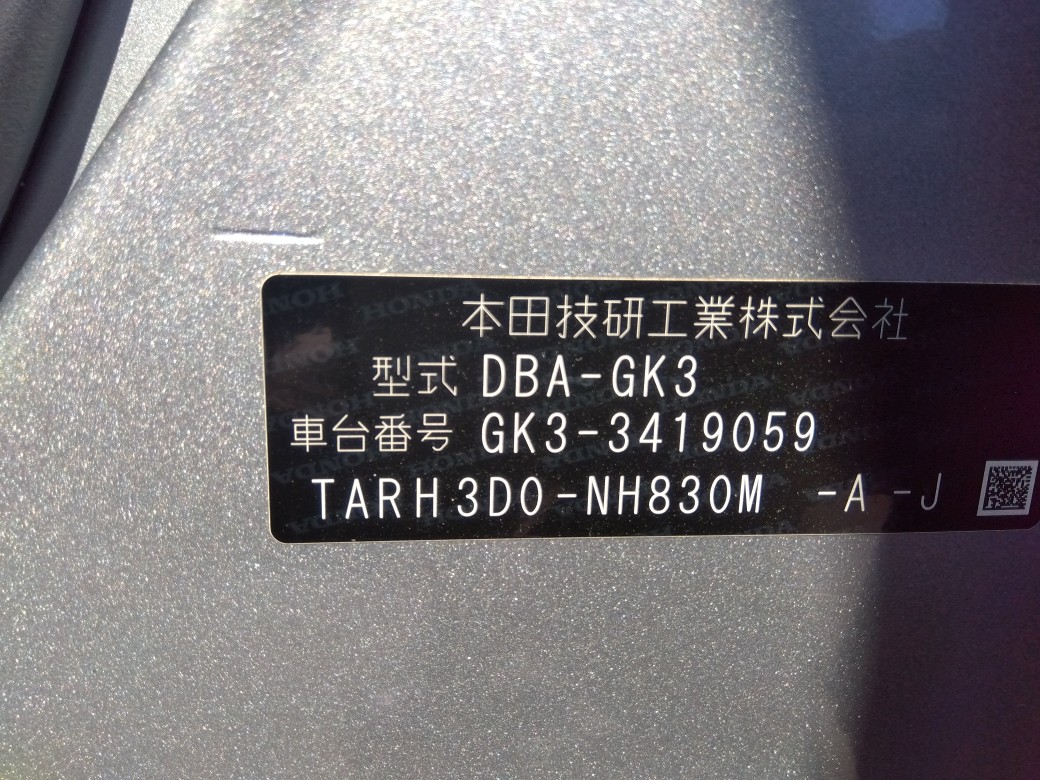 本田技研工業株式会社
型式 DBA-GK3
車台番号 GK3-3419059
TARH3D0-NH830M -A-J